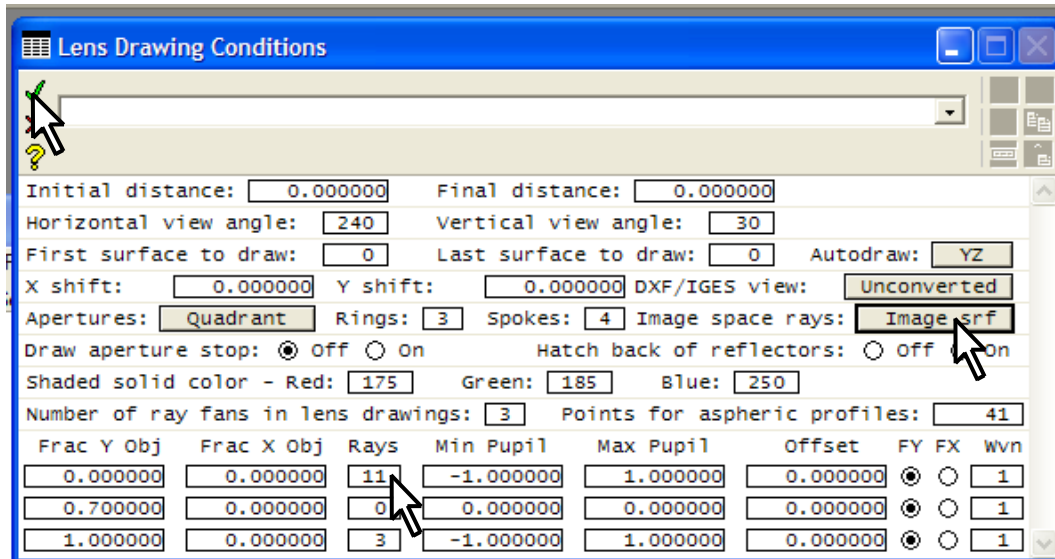 Lens Drawing Conditions
Initial distance: 0.000000 Final distance: 0.000000
Horizontal view angle: 240 Vertical view angle: 30
First surface to draw: 0 Last surface to draw: 0 Autodraw: YZ
X shift: 0.000000 Y shift: 0.000000 DXF/IGES view: Unconverted
Apertures: Quadrant Rings: 3 Spokes: 4 Image space rays: Image srf
Draw aperture stop: Off On Hatch back of reflectors: Off On
Shaded solid color - Red: 175 Green: 185 Blue: 250
Number of ray fans in lens drawings: 3 Points for aspheric profiles: 41
Frac Y Obj Frac X Obj Rays Min Pupil Max Pupil Offset FY FX Wvn
0.000000 0.000000 11 -1.000000 1.000000 0.000000 1
0.700000 0.000000 0 0.000000 0.000000 0.000000 1
1.000000 0.000000 3 -1.000000 1.000000 0.000000 1